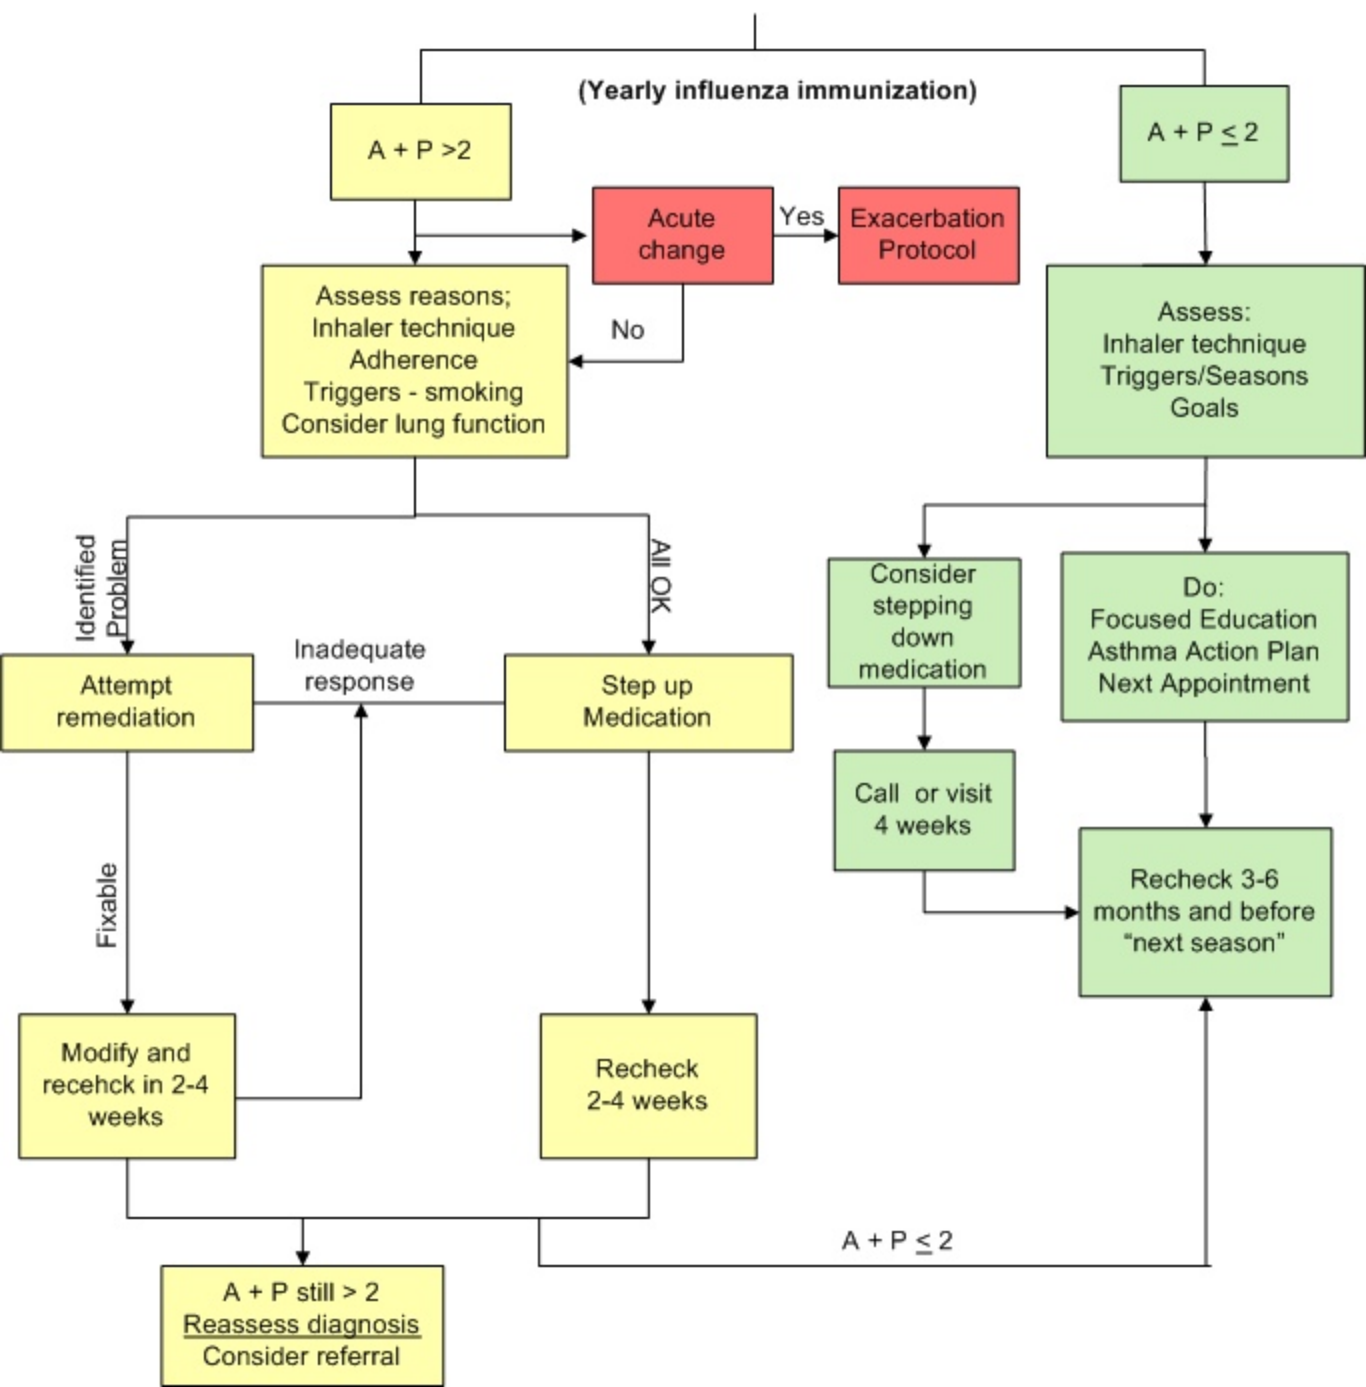 (Yearly influenza immunization)
A + P >2
A + P ≤ 2
Acute
change
Yes
Exacerbation
Protocol
Assess reasons;
Inhaler technique
Adherence
Triggers - smoking
Consider lung function
No
Assess:
Inhaler technique
Triggers/Seasons
Goals
Identified
Problem
All OK
Consider
stepping
down
medication
Do:
Focused Education
Asthma Action Plan
Next Appointment
Attempt
remediation
Inadequate
response
Step up
Medication
Call or visit
4 weeks
Fixable
Recheck 3-6
months and before
“next season”
Modify and
recehck in 2-4
weeks
Recheck
2-4 weeks
A + P ≤ 2
A + P still > 2
Reassess diagnosis
Consider referral